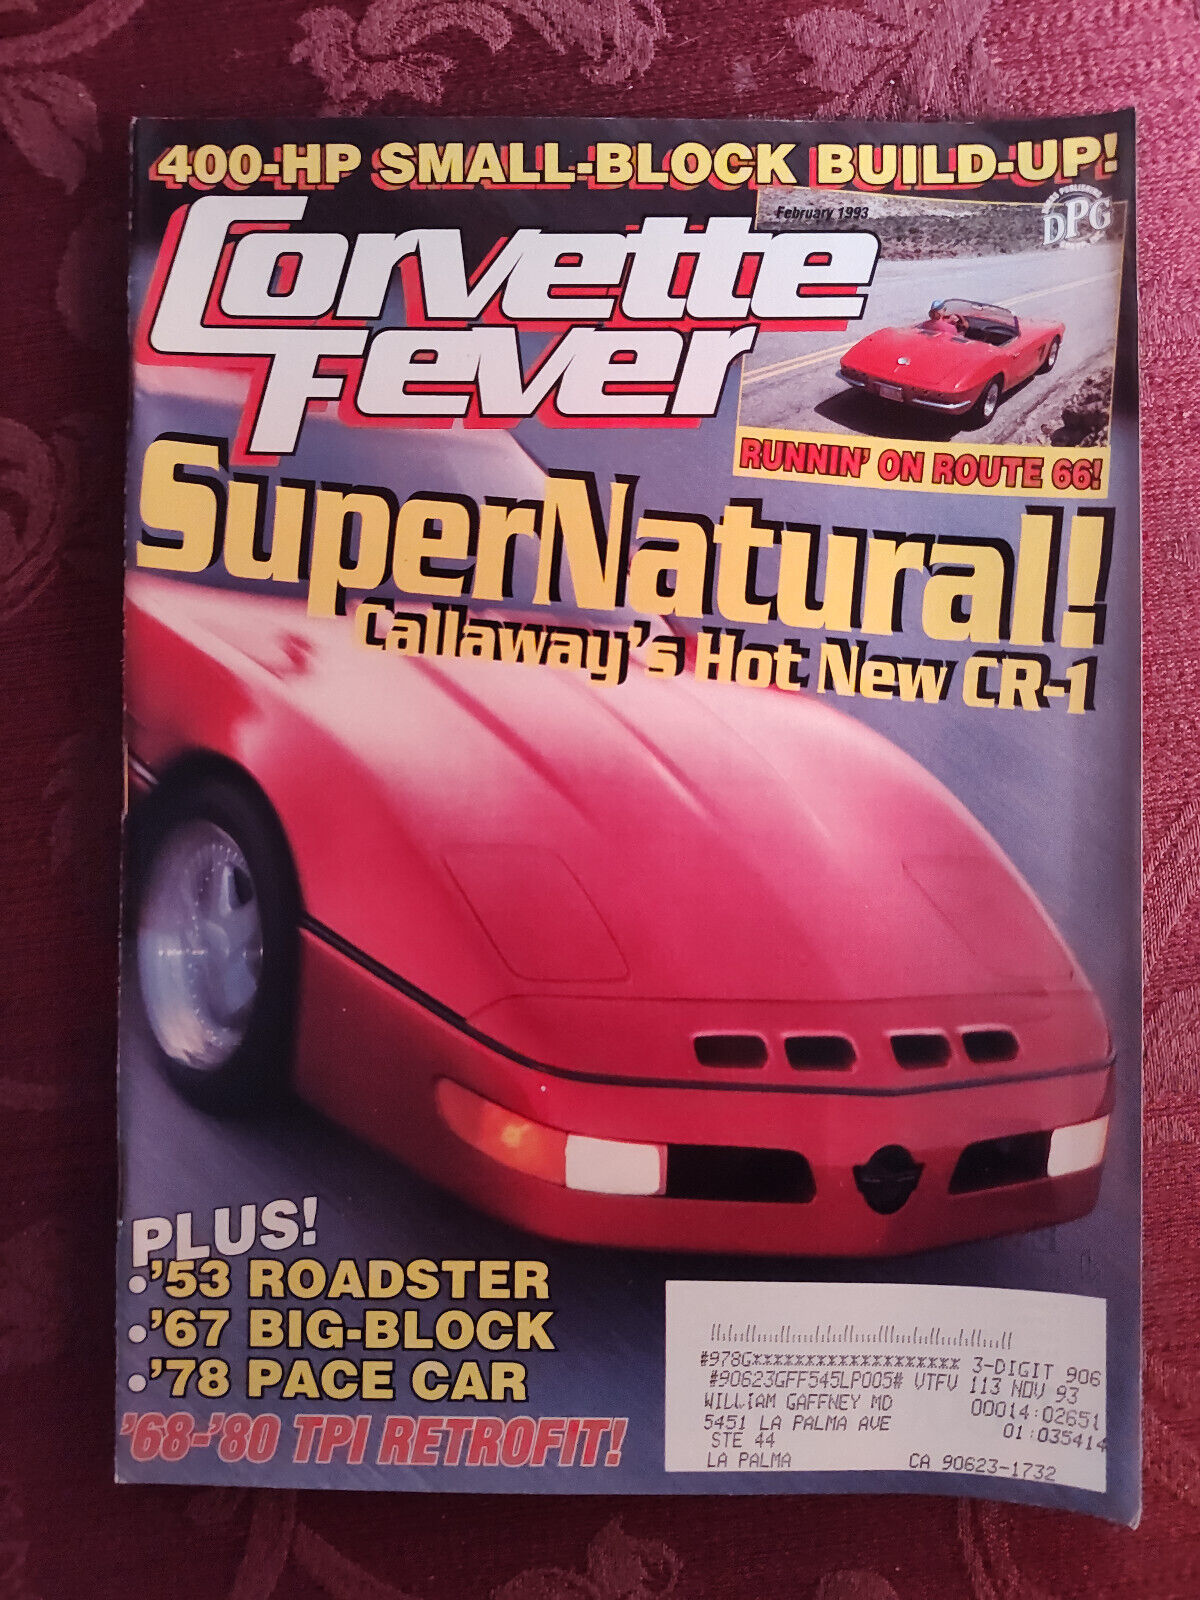 400-HP SMALL-BLOCK BUILD-UP!
February 1993
DPG
Corvette
Fever
RUNNIN' ON ROUTE 66!
SuperNatural!
Callaway's Hot New CR-1
PLUS!
•'53 ROADSTER
•'67 BIG-BLOCK
•'78 PACE CAR
'68-'80 TPI RETROFIT!
#978G******************* 3-DIGIT 906
#90623GFF545LP005# VTFV 113 NOV 93
WILLIAM GAFFNEY MD 00014:02651
5451 LA PALMA AVE 01:035414
STE 44
LA PALMA CA 90623-1732